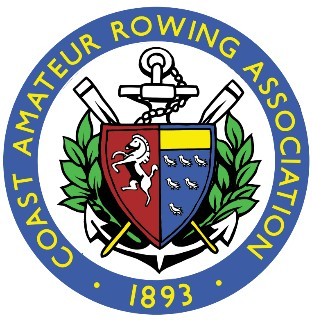 COAST AMATEUR ROWING ASSOCIATION
· 1893 ·